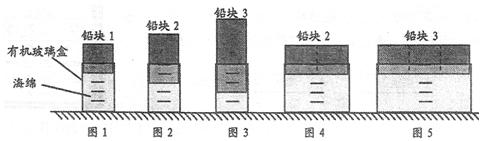 铅块 1
铅块 2
铅块 3
铅块 2
铅块 3
有机玻璃盒
海绵
图 1
图 2
图 3
图 4
图 5